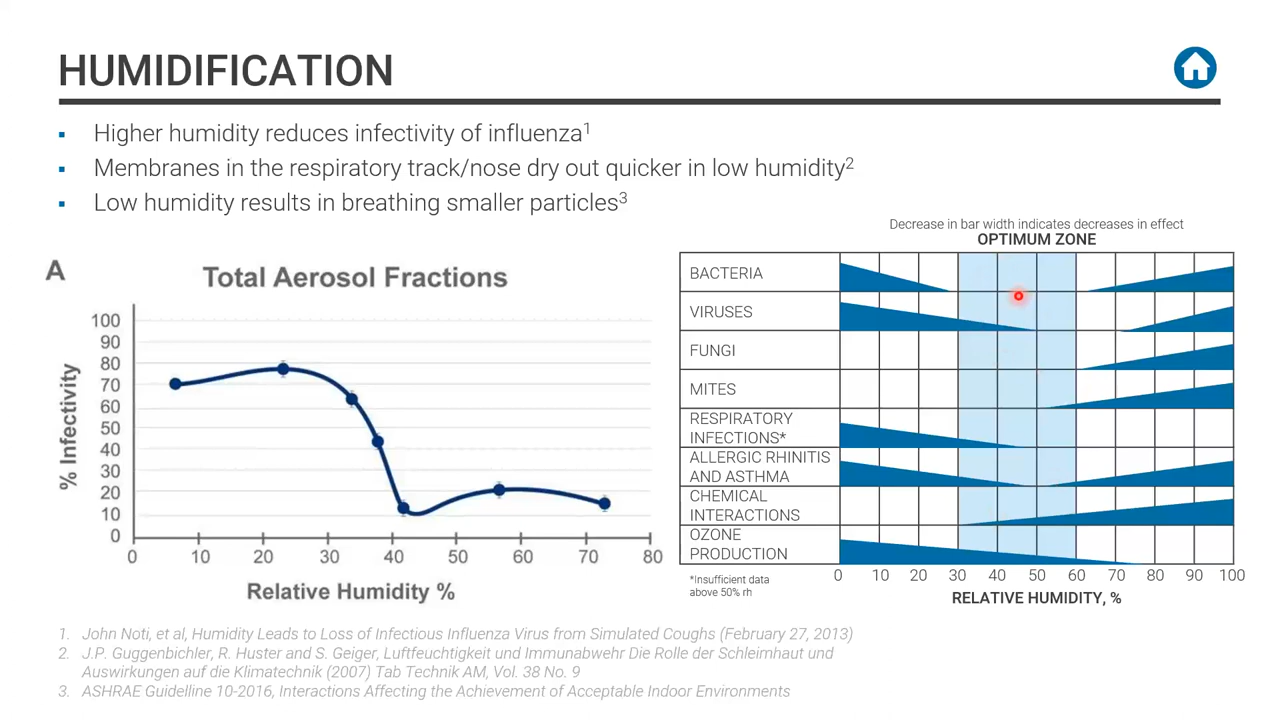 HUMIDIFICATION
Higher humidity reduces infectivity of influenza1
Membranes in the respiratory track/nose dry out quicker in low humidity2
Low humidity results in breathing smaller particles3
A
Total Aerosol Fractions
% Infectivity
100
90
80
70
60
50
40
30
20
10
0
0 10 20 30 40 50 60 70 80
Relative Humidity %
Decrease in bar width indicates decreases in effect
OPTIMUM ZONE
BACTERIA
VIRUSES
FUNGI
MITES
RESPIRATORY
INFECTIONS*
ALLERGIC RHINITIS
AND ASTHMA
CHEMICAL
INTERACTIONS
OZONE
PRODUCTION
*Insufficient data
above 50% rh
0 10 20 30 40 50 60 70 80 90 100
RELATIVE HUMIDITY, %
1. John Noti, et al, Humidity Leads to Loss of Infectious Influenza Virus from Simulated Coughs (February 27, 2013)
2. J.P. Guggenbichler, R. Huster and S. Geiger, Luftfeuchtigkeit und Immunabwehr Die Rolle der Schleimhaut und
Auswirkungen auf die Klimatechnik (2007) Tab Technik AM, Vol. 38 No. 9
3. ASHRAE Guidelline 10-2016, Interactions Affecting the Achievement of Acceptable Indoor Environments